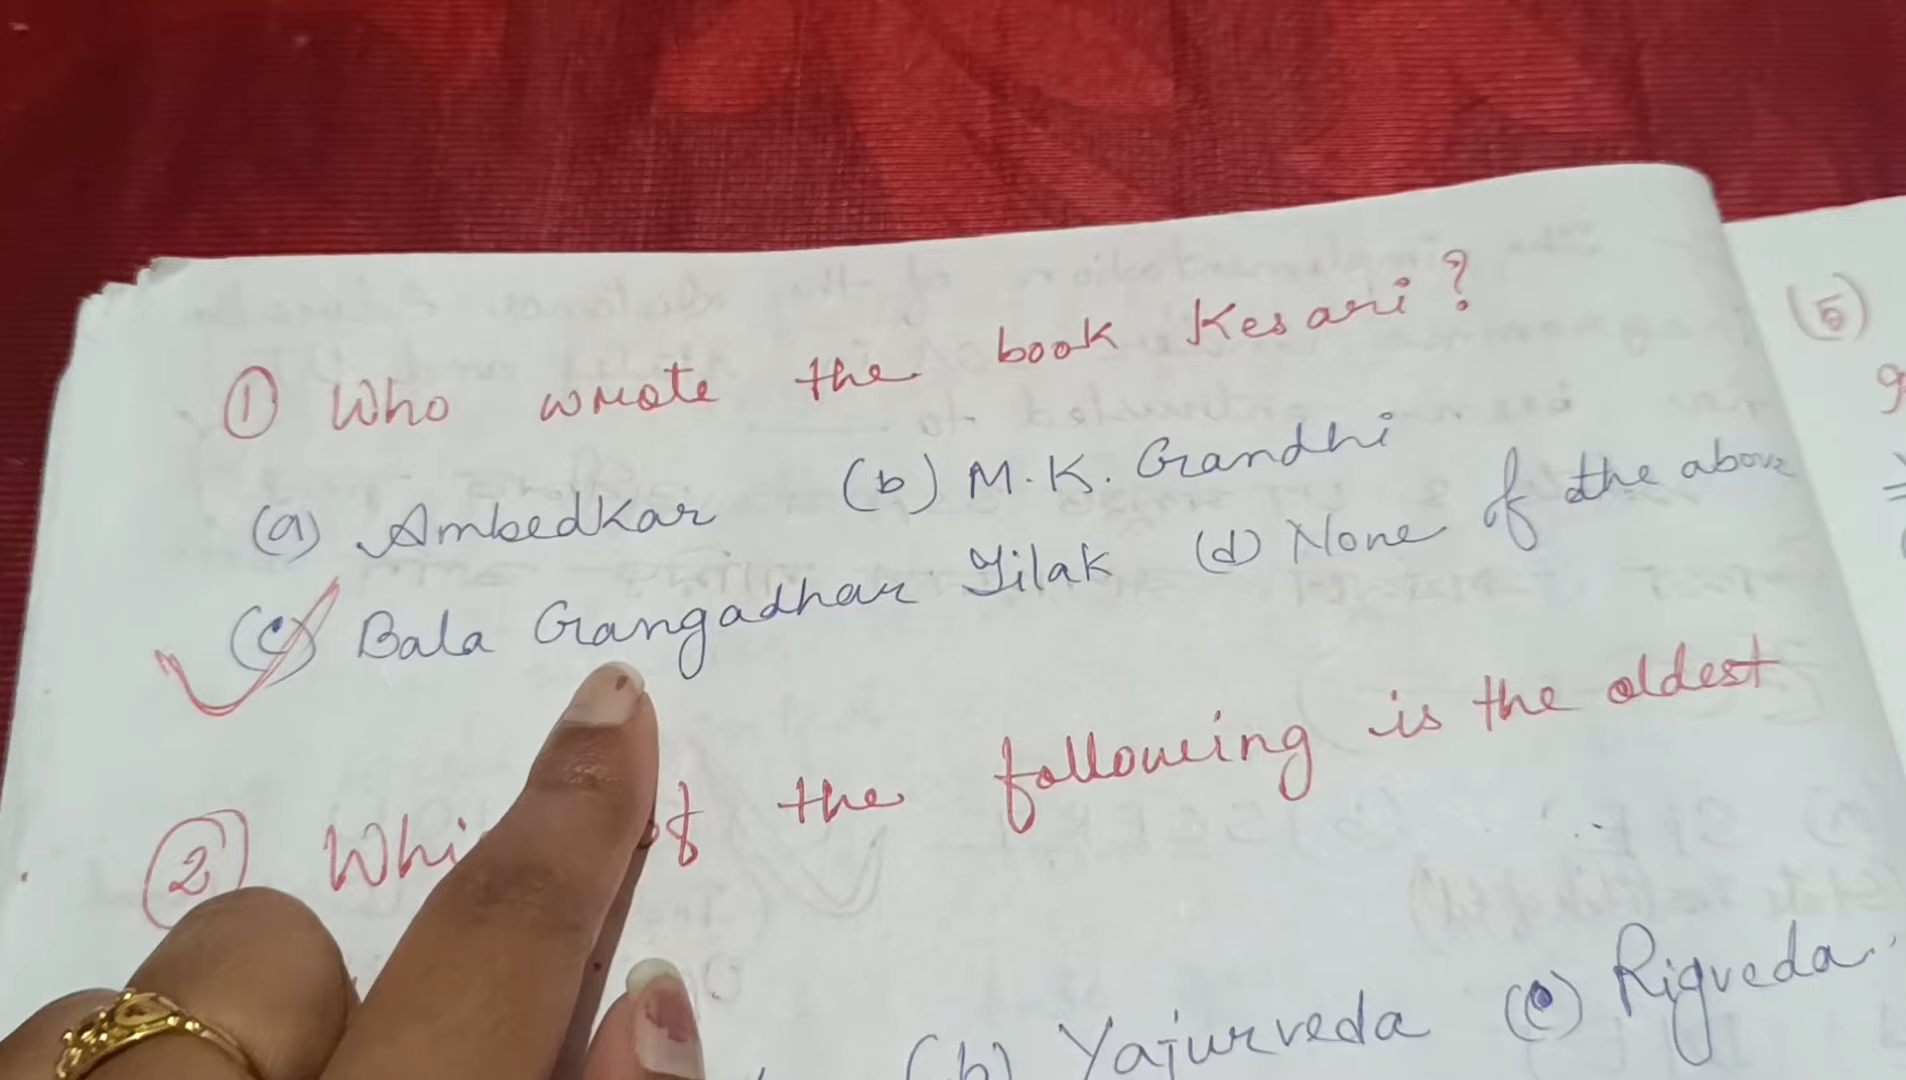 ① Who wrote the book Kesari?
(a) Ambedkar (b) M.K. Gandhi
(c) Bala Gangadhar Tilak (d) None of the above
② Whi of the following is the oldest
(b) Yajurveda (c) Rigveda
(5)